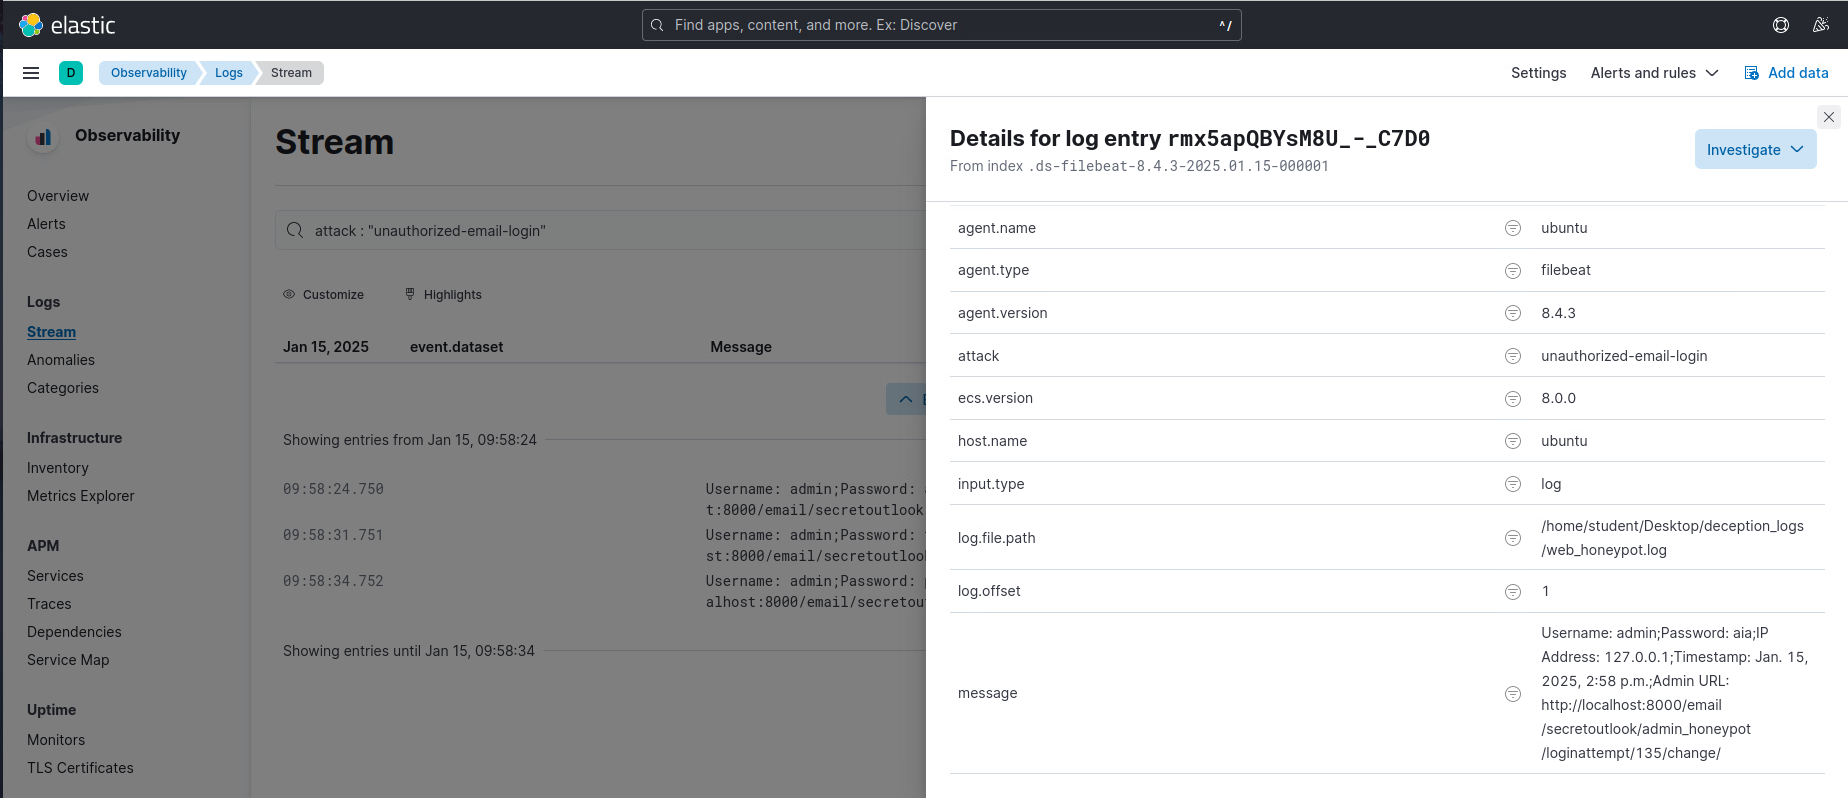 elastic
Find apps, content, and more. Ex: Discover
^/
D
Observability
Logs
Stream
Settings
Alerts and rules
Add data
Observability
Overview
Alerts
Cases
Logs
Stream
Anomalies
Categories
Infrastructure
Inventory
Metrics Explorer
APM
Services
Traces
Dependencies
Service Map
Uptime
Monitors
TLS Certificates
Stream
attack : "unauthorized-email-login"
Customize
Highlights
Jan 15, 2025
event.dataset
Message
Showing entries from Jan 15, 09:58:24
09:58:24.750
Username: admin;Password:
t:8000/email/secretoutlook
09:58:31.751
Username: admin;Password:
st:8000/email/secretoutloo
09:58:34.752
Username: admin;Password:
alhost:8000/email/secretou
Showing entries until Jan 15, 09:58:34
Details for log entry rmx5apQBYsM8U_-_C7D0
From index .ds-filebeat-8.4.3-2025.01.15-000001
Investigate
agent.name
ubuntu
agent.type
filebeat
agent.version
8.4.3
attack
unauthorized-email-login
ecs.version
8.0.0
host.name
ubuntu
input.type
log
log.file.path
/home/student/Desktop/deception_logs
/web_honeypot.log
log.offset
1
message
Username: admin;Password: aia;IP
Address: 127.0.0.1;Timestamp: Jan. 15,
2025, 2:58 p.m.;Admin URL:
http://localhost:8000/email
/secretoutlook/admin_honeypot
/loginattempt/135/change/